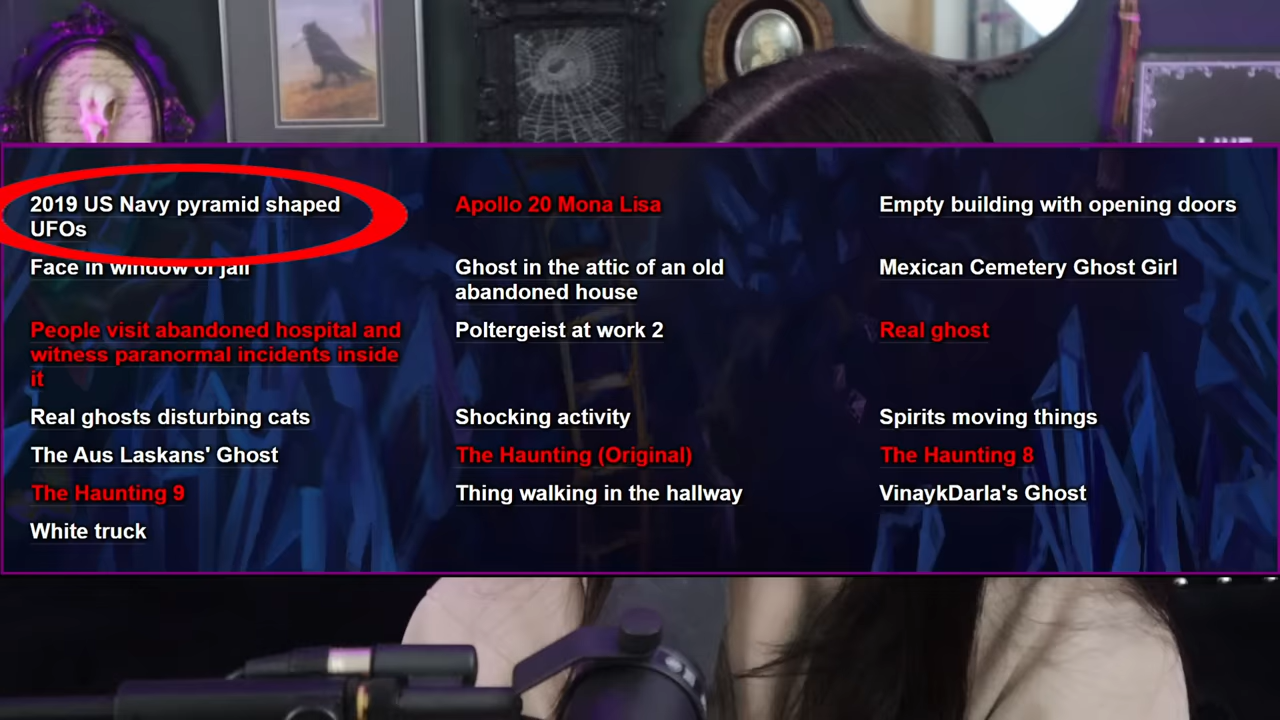 2019 US Navy pyramid shaped
UFOs
Apollo 20 Mona Lisa
Empty building with opening doors
Face in window of jail
Ghost in the attic of an old
abandoned house
Mexican Cemetery Ghost Girl
People visit abandoned hospital and
witness paranormal incidents inside
it
Poltergeist at work 2
Real ghost
Real ghosts disturbing cats
Shocking activity
Spirits moving things
The Aus Laskans' Ghost
The Haunting (Original)
The Haunting 8
The Haunting 9
Thing walking in the hallway
VinaykDarla's Ghost
White truck